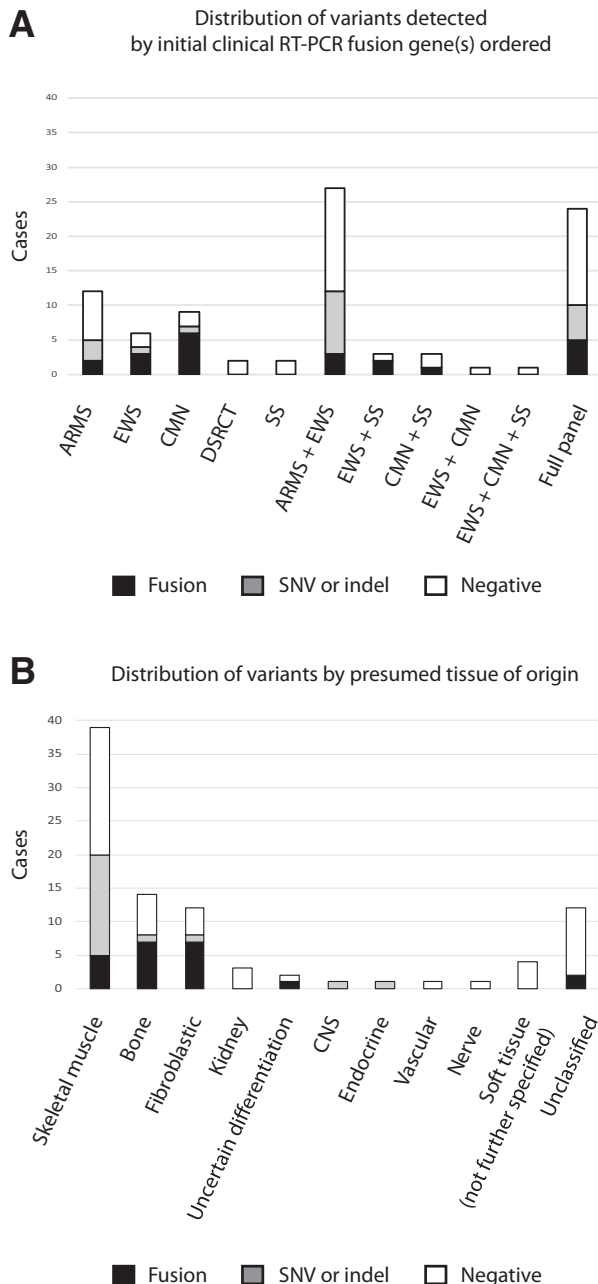 A
Distribution of variants detected
by initial clinical RT-PCR fusion gene(s) ordered
Cases
40
35
30
25
20
15
10
5
0
ARMS
EWS
CMN
DSRCT
SS
ARMS + EWS
EWS + SS
CMN + SS
EWS + CMN
EWS + CMN + SS
Full panel
Fusion SNV or indel Negative
B
Distribution of variants by presumed tissue of origin
Cases
40
35
30
25
20
15
10
5
0
Skeletal muscle
Bone
Fibroblastic
Kidney
Uncertain differentiation
CNS
Endocrine
Vascular
Nerve
Soft tissue
(not further specified)
Unclassified
Fusion SNV or indel Negative